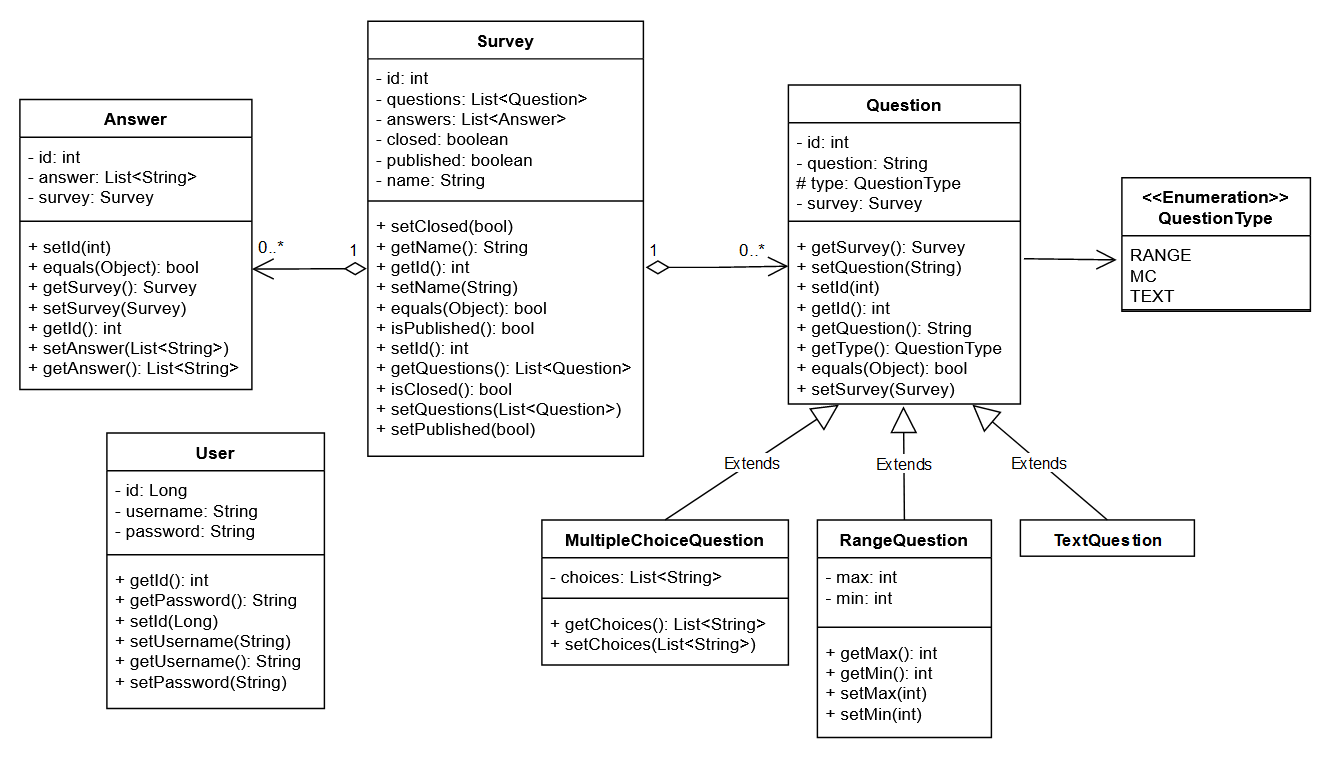 Survey
- id: int
- questions: List<Question>
- answers: List<Answer>
- closed: boolean
- published: boolean
- name: String
+ setClosed(bool)
+ getName(): String
+ getId(): int
+ setName(String)
+ equals(Object): bool
+ isPublished(): bool
+ setId(): int
+ getQuestions(): List<Question>
+ isClosed(): bool
+ setQuestions(List<Question>)
+ setPublished(bool)
Answer
- id: int
- answer: List<String>
- survey: Survey
+ setId(int)
+ equals(Object): bool
+ getSurvey(): Survey
+ setSurvey(Survey)
+ getId(): int
+ setAnswer(List<String>)
+ getAnswer(): List<String>
0..*
1
1
0..*
Question
- id: int
- question: String
# type: QuestionType
- survey: Survey
+ getSurvey(): Survey
+ setQuestion(String)
+ setId(int)
+ getId(): int
+ getQuestion(): String
+ getType(): QuestionType
+ equals(Object): bool
+ setSurvey(Survey)
<<Enumeration>>
QuestionType
RANGE
MC
TEXT
User
- id: Long
- username: String
- password: String
+ getId(): int
+ getPassword(): String
+ setId(Long)
+ setUsername(String)
+ getUsername(): String
+ setPassword(String)
Extends
Extends
Extends
MultipleChoiceQuestion
- choices: List<String>
+ getChoices(): List<String>
+ setChoices(List<String>)
RangeQuestion
- max: int
- min: int
+ getMax(): int
+ getMin(): int
+ setMax(int)
+ setMin(int)
TextQuestion